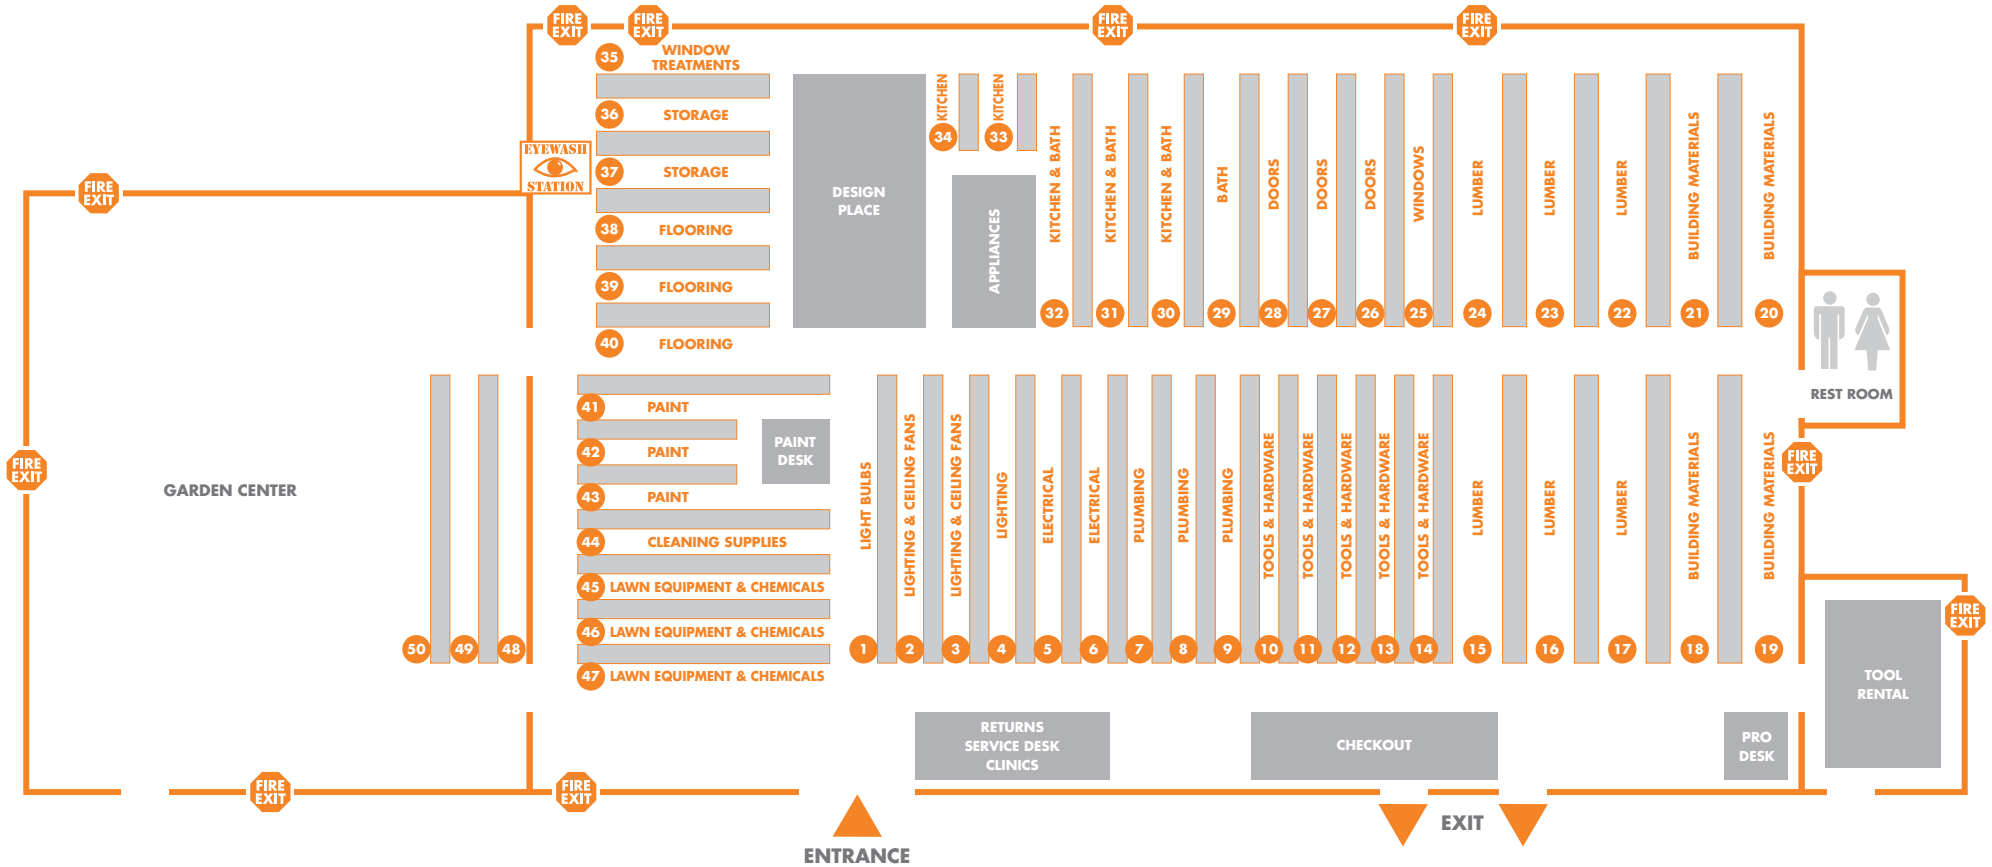 FIRE
EXIT
FIRE
EXIT
FIRE
EXIT
FIRE
EXIT
35 WINDOW
TREATMENTS
36 STORAGE
EYEWASH
STATION
37 STORAGE
38 FLOORING
39 FLOORING
40 FLOORING
DESIGN
PLACE
34 KITCHEN
33 KITCHEN
APPLIANCES
32 KITCHEN & BATH
31 KITCHEN & BATH
30 KITCHEN & BATH
29 BATH
28 DOORS
27 DOORS
26 DOORS
25 WINDOWS
24 LUMBER
23 LUMBER
22 LUMBER
21 BUILDING MATERIALS
20 BUILDING MATERIALS
REST ROOM
FIRE
EXIT
FIRE
EXIT
FIRE
EXIT
GARDEN CENTER
50
49
48
41 PAINT
42 PAINT
43 PAINT
PAINT
DESK
44 CLEANING SUPPLIES
45 LAWN EQUIPMENT & CHEMICALS
46 LAWN EQUIPMENT & CHEMICALS
47 LAWN EQUIPMENT & CHEMICALS
1 LIGHT BULBS
2 LIGHTING & CEILING FANS
3 LIGHTING & CEILING FANS
4 LIGHTING
5 ELECTRICAL
6 ELECTRICAL
7 PLUMBING
8 PLUMBING
9 PLUMBING
10 TOOLS & HARDWARE
11 TOOLS & HARDWARE
12 TOOLS & HARDWARE
13 TOOLS & HARDWARE
14 TOOLS & HARDWARE
15 LUMBER
16 LUMBER
17 LUMBER
18 BUILDING MATERIALS
19 BUILDING MATERIALS
FIRE
EXIT
TOOL
RENTAL
RETURNS
SERVICE DESK
CLINICS
CHECKOUT
PRO
DESK
FIRE
EXIT
FIRE
EXIT
ENTRANCE
EXIT